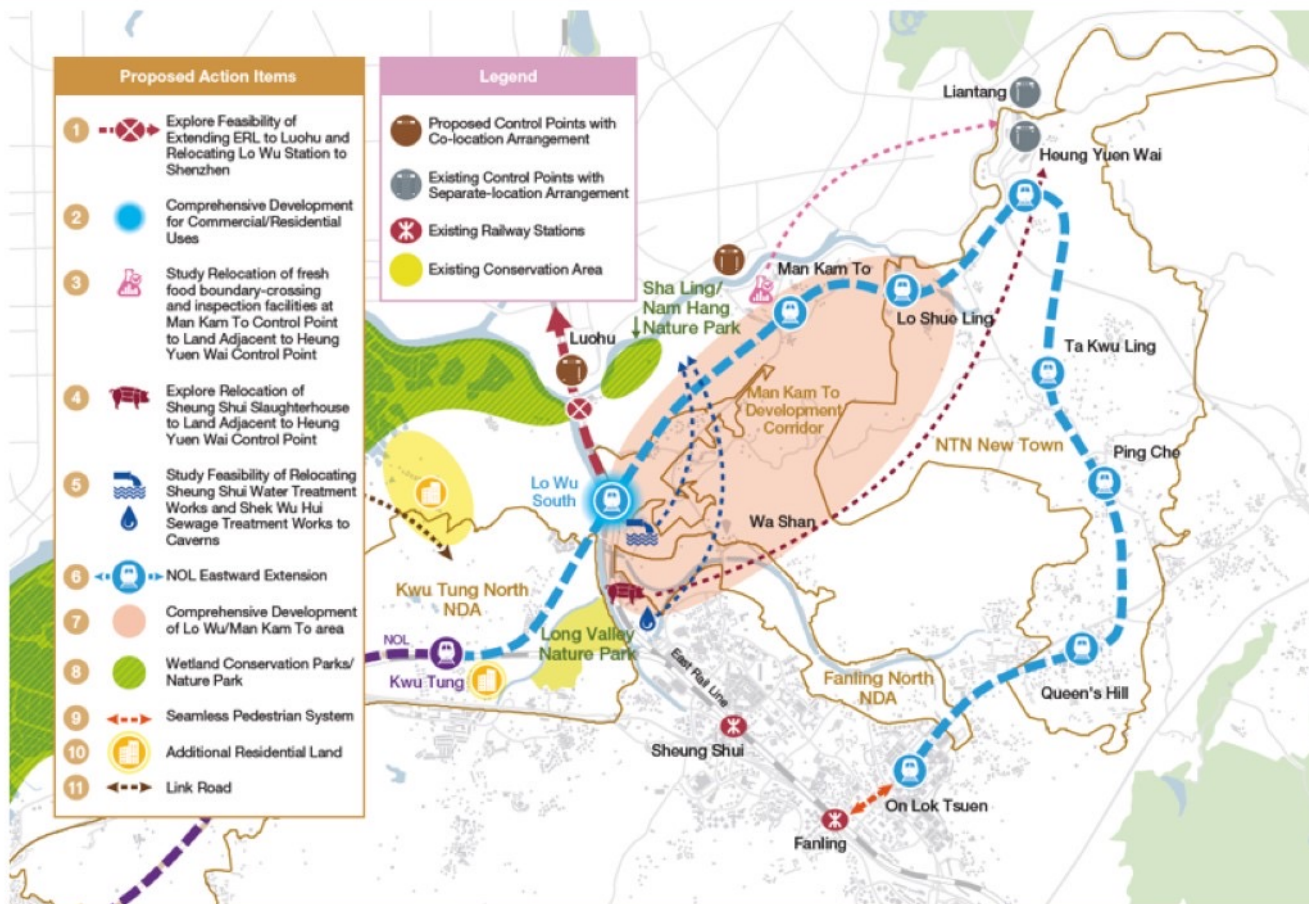 Proposed Action Items
1
Explore Feasibility of
Extending ERL to Luohu and
Relocating Lo Wu Station to
Shenzhen
2
Comprehensive Development
for Commercial/Residential
Uses
3
Study Relocation of fresh
food boundary-crossing
and inspection facilities at
Man Kam To Control Point
to Land Adjacent to Heung
Yuen Wai Control Point
4
Explore Relocation of
Sheung Shui Slaughterhouse
to Land Adjacent to Heung
Yuen Wai Control Point
5
Study Feasibility of Relocating
Sheung Shui Water Treatment
Works and Shek Wu Hui
Sewage Treatment Works to
Caverns
6
NOL Eastward Extension
7
Comprehensive Development
of Lo Wu/Man Kam To area
8
Wetland Conservation Parks/
Nature Park
9
Seamless Pedestrian System
10
Additional Residential Land
11
Link Road
Legend
Proposed Control Points with
Co-location Arrangement
Existing Control Points with
Separate-location Arrangement
Existing Railway Stations
Existing Conservation Area
Liantang
Heung Yuen Wai
Man Kam To
Sha Ling/
Nam Hang
Nature Park
Lo Shue Ling
Luohu
Ta Kwu Ling
Man Kam To
Development
Corridor
NTN New Town
Ping Che
Lo Wu
South
Wa Shan
Kwu Tung North
NDA
NOL
Long Valley
Nature Park
Kwu Tung
East Rail Line
Fanling North
NDA
Queen's Hill
Sheung Shui
On Lok Tsuen
Fanling